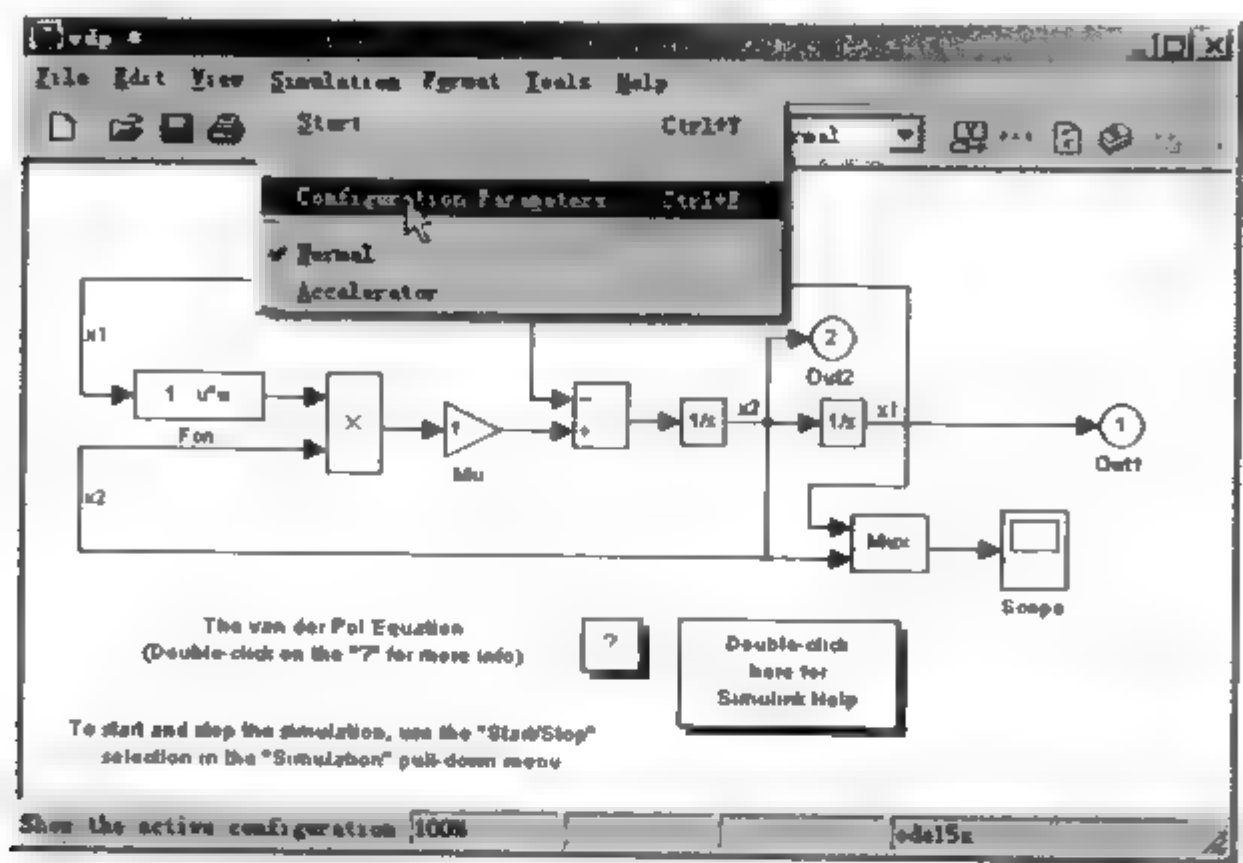 vdp *
File Edit View Simulation Format Tools Help
Start Ctrl+T
Configuration Parameters Ctrl+E
Normal
Accelerator
x1
1 u*u
Fcn
×
1
Mu
−
+
1/s
x2
1/s
x1
2
Out2
1
Out1
x2
Mux
Scope
The van der Pol Equation
(Double-click on the "?" for more info)
?
Double-click
here for
Simulink Help
To start and stop the simulation, use the "Start/Stop"
selection in the "Simulation" pull-down menu
Show the active configuration
100%
ode15s